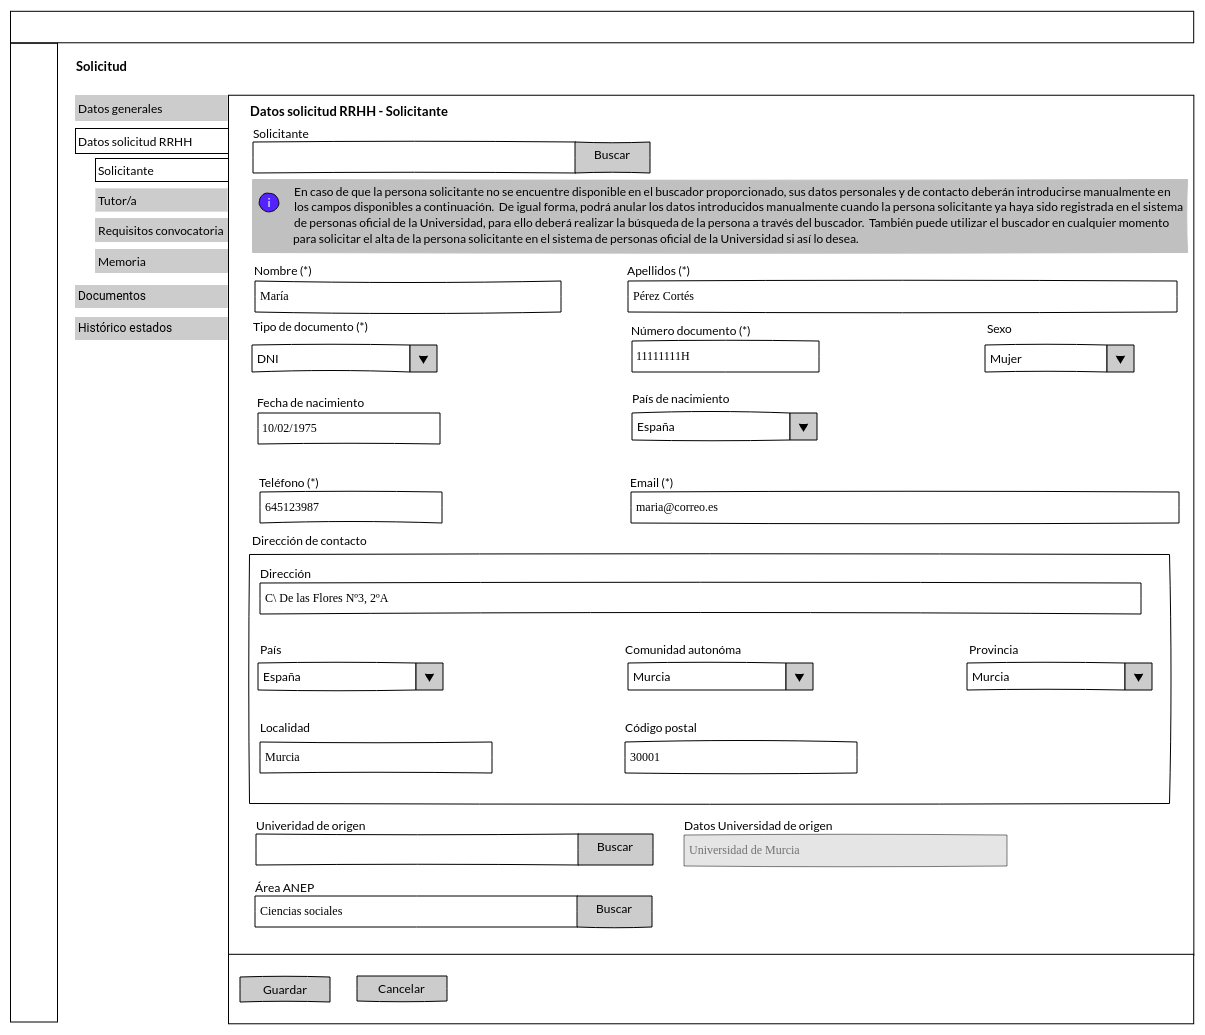 Solicitud
Datos generales
Datos solicitud RRHH
Solicitante
Tutor/a
Requisitos convocatoria
Memoria
Documentos
Histórico estados
Datos solicitud RRHH - Solicitante
Solicitante
Buscar
i
En caso de que la persona solicitante no se encuentre disponible en el buscador proporcionado, sus datos personales y de contacto deberán introducirse manualmente en
los campos disponibles a continuación. De igual forma, podrá anular los datos introducidos manualmente cuando la persona solicitante ya haya sido registrada en el sistema
de personas oficial de la Universidad, para ello deberá realizar la búsqueda de la persona a través del buscador. También puede utilizar el buscador en cualquier momento
para solicitar el alta de la persona solicitante en el sistema de personas oficial de la Universidad si así lo desea.
Nombre (*) Apellidos (*)
María Pérez Cortés
Tipo de documento (*) Número documento (*) Sexo
DNI 11111111H Mujer
Fecha de nacimiento País de nacimiento
10/02/1975 España
Teléfono (*) Email (*)
645123987 maria@correo.es
Dirección de contacto
Dirección
C\ De las Flores Nº3, 2ºA
País Comunidad autonóma Provincia
España Murcia Murcia
Localidad Código postal
Murcia 30001
Univeridad de origen Datos Universidad de origen
Buscar Universidad de Murcia
Área ANEP
Ciencias sociales Buscar
Guardar Cancelar